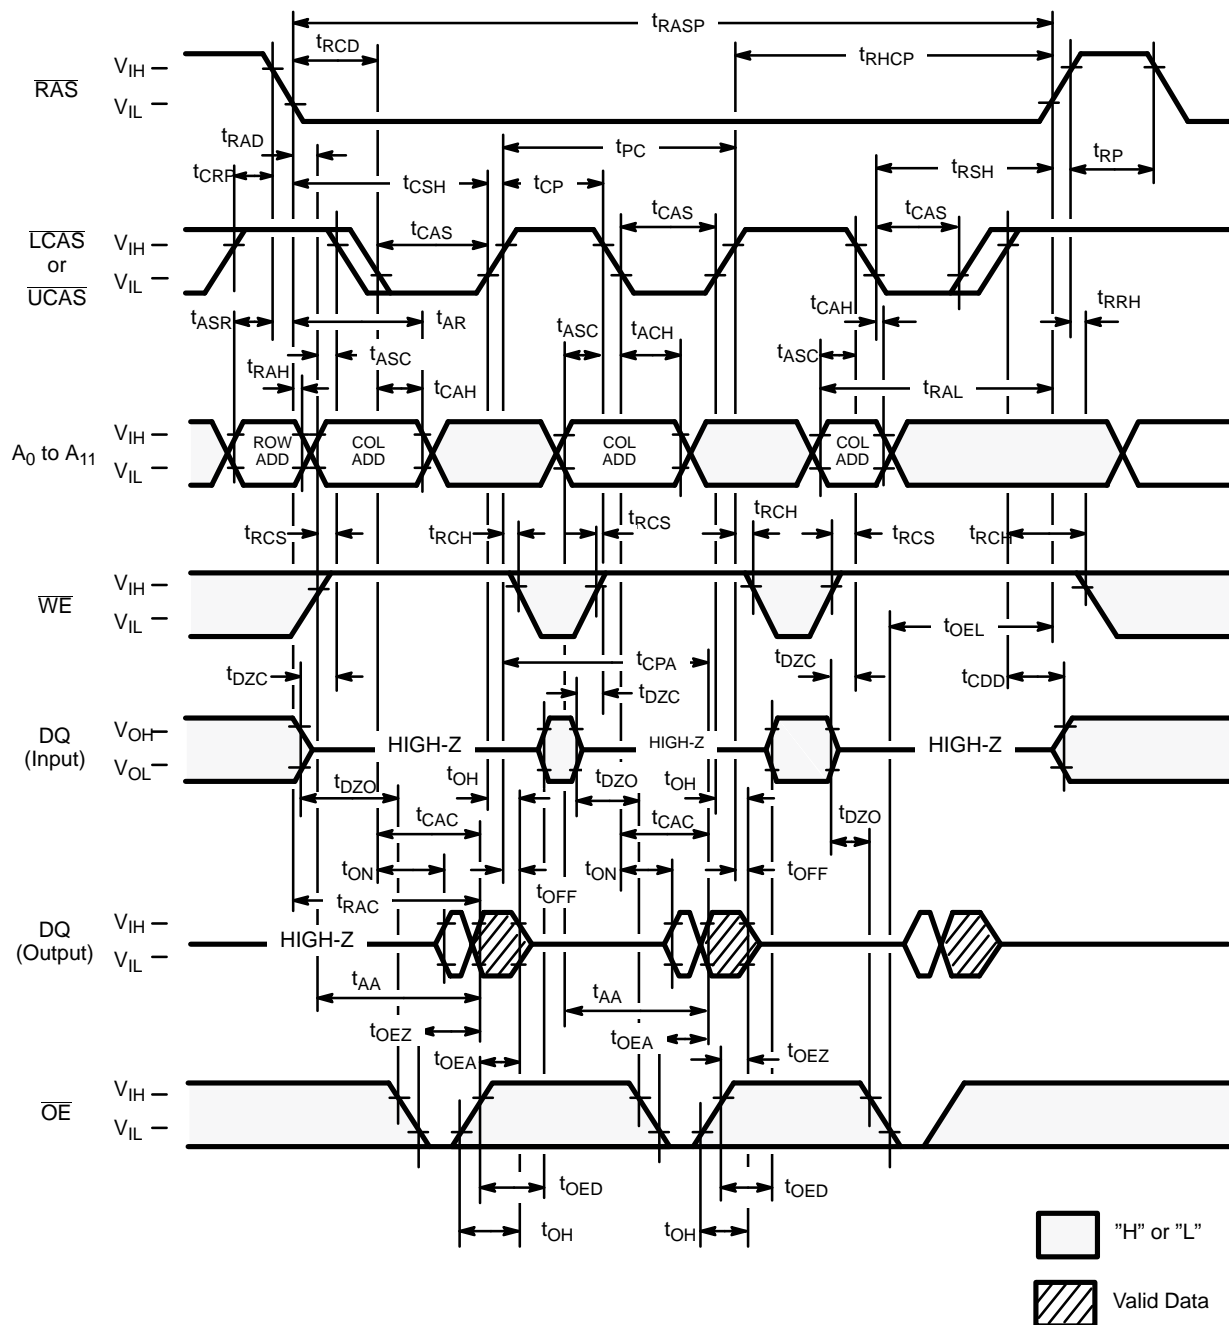 tRASP
tRCD
tRHCP
RAS
VIH
VIL
tRAD
tPC
tRP
tCRP
tCSH
tCP
tRSH
tCAS
tCAS
tCAS
LCAS
or
UCAS
VIH
VIL
tASR
tAR
tASC
tACH
tCAH
tRRH
tRAH
tASC
tCAH
tASC
tRAL
A0 to A11
VIH
VIL
ROW
ADD
COL
ADD
COL
ADD
COL
ADD
tRCS
tRCH
tRCS
tRCH
tRCS
tRCH
WE
VIH
VIL
tOEL
tCPA
tDZC
tDZC
tDZC
tCDD
DQ
(Input)
VOH
VOL
HIGH-Z
HIGH-Z
HIGH-Z
tDZO
tOH
tDZO
tOH
tDZO
tCAC
tCAC
tON
tOFF
tON
tOFF
tRAC
DQ
(Output)
VIH
VIL
HIGH-Z
tAA
tAA
tOEZ
tOEA
tOEA
tOEZ
OE
VIH
VIL
tOED
tOED
tOH
tOH
”H” or ”L”
Valid Data